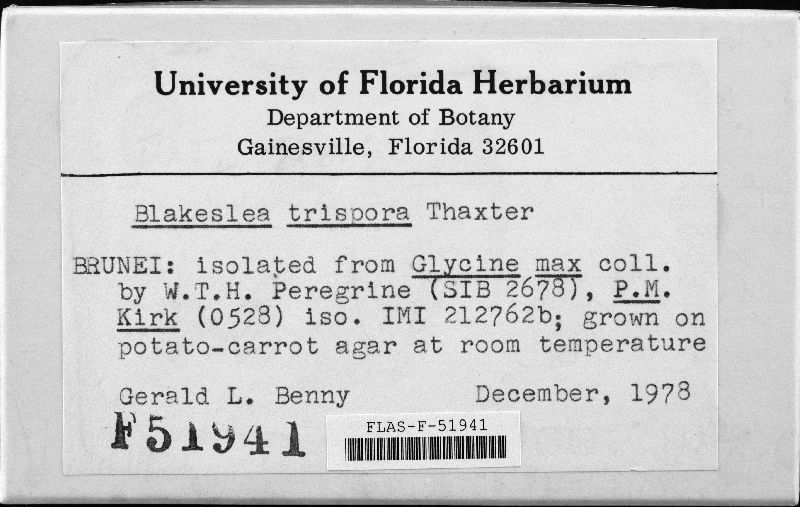 University of Florida Herbarium
Department of Botany
Gainesville, Florida 32601
Blakeslea trispora Thaxter
BRUNEI: isolated from Glycine max coll.
by W.T.H. Peregrine (SIB 2678), P.M.
Kirk (0528) iso. IMI 212762b; grown on
potato-carrot agar at room temperature
Gerald L. Benny December, 1978
F51941
FLAS-F-51941